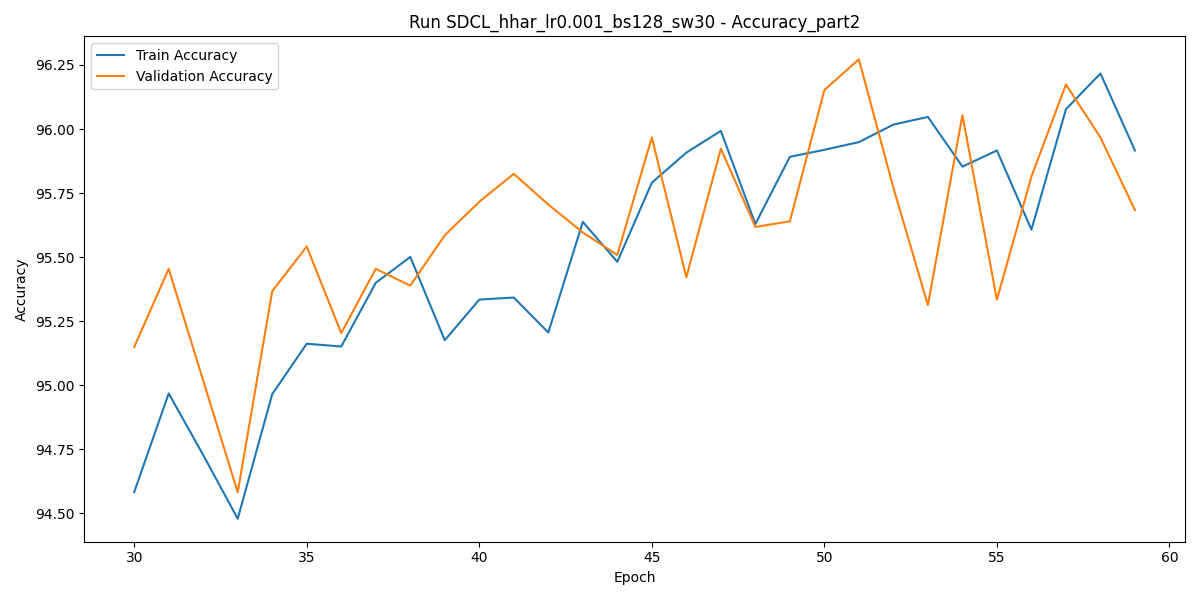 Run SDCL_hhar_lr0.001_bs128_sw30 - Accuracy_part2
Train Accuracy
Validation Accuracy
96.25
96.00
95.75
95.50
95.25
95.00
94.75
94.50
Accuracy
30 35 40 45 50 55 60
Epoch